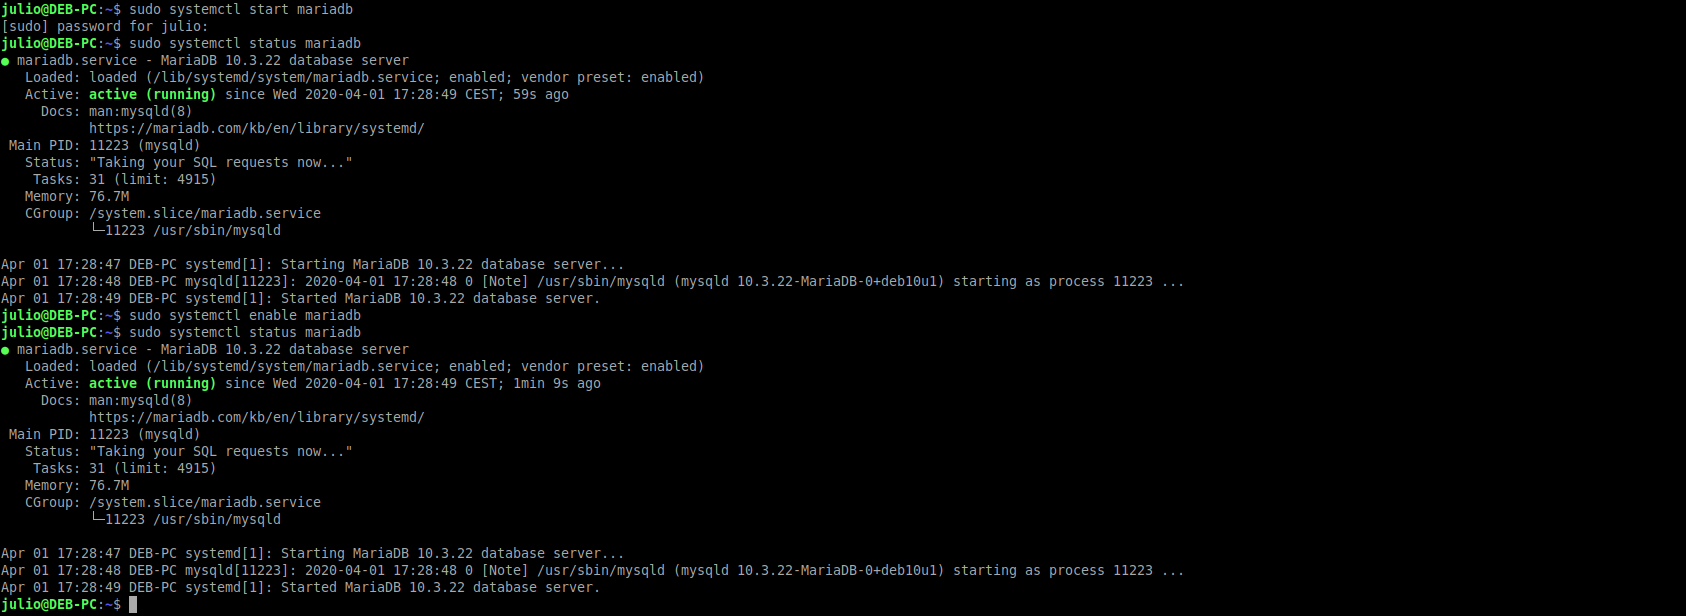 julio@DEB-PC:~$ sudo systemctl start mariadb
[sudo] password for julio:
julio@DEB-PC:~$ sudo systemctl status mariadb
● mariadb.service - MariaDB 10.3.22 database server
   Loaded: loaded (/lib/systemd/system/mariadb.service; enabled; vendor preset: enabled)
   Active: active (running) since Wed 2020-04-01 17:28:49 CEST; 59s ago
     Docs: man:mysqld(8)
           https://mariadb.com/kb/en/library/systemd/
 Main PID: 11223 (mysqld)
   Status: "Taking your SQL requests now..."
    Tasks: 31 (limit: 4915)
   Memory: 76.7M
   CGroup: /system.slice/mariadb.service
           └─11223 /usr/sbin/mysqld

Apr 01 17:28:47 DEB-PC systemd[1]: Starting MariaDB 10.3.22 database server...
Apr 01 17:28:48 DEB-PC mysqld[11223]: 2020-04-01 17:28:48 0 [Note] /usr/sbin/mysqld (mysqld 10.3.22-MariaDB-0+deb10u1) starting as process 11223 ...
Apr 01 17:28:49 DEB-PC systemd[1]: Started MariaDB 10.3.22 database server.
julio@DEB-PC:~$ sudo systemctl enable mariadb
julio@DEB-PC:~$ sudo systemctl status mariadb
● mariadb.service - MariaDB 10.3.22 database server
   Loaded: loaded (/lib/systemd/system/mariadb.service; enabled; vendor preset: enabled)
   Active: active (running) since Wed 2020-04-01 17:28:49 CEST; 1min 9s ago
     Docs: man:mysqld(8)
           https://mariadb.com/kb/en/library/systemd/
 Main PID: 11223 (mysqld)
   Status: "Taking your SQL requests now..."
    Tasks: 31 (limit: 4915)
   Memory: 76.7M
   CGroup: /system.slice/mariadb.service
           └─11223 /usr/sbin/mysqld

Apr 01 17:28:47 DEB-PC systemd[1]: Starting MariaDB 10.3.22 database server...
Apr 01 17:28:48 DEB-PC mysqld[11223]: 2020-04-01 17:28:48 0 [Note] /usr/sbin/mysqld (mysqld 10.3.22-MariaDB-0+deb10u1) starting as process 11223 ...
Apr 01 17:28:49 DEB-PC systemd[1]: Started MariaDB 10.3.22 database server.
julio@DEB-PC:~$